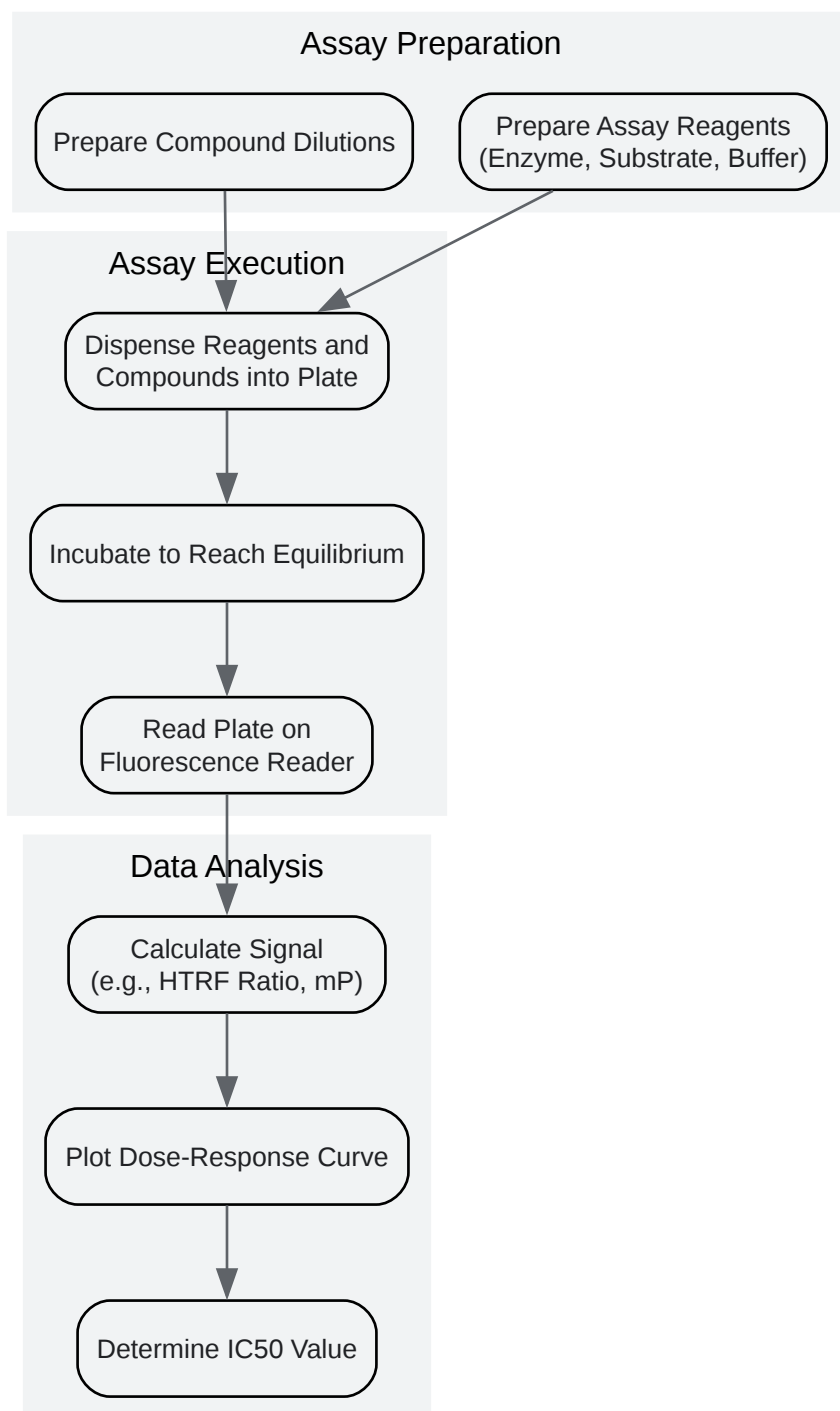 Assay Preparation
Prepare Compound Dilutions
Prepare Assay Reagents
(Enzyme, Substrate, Buffer)
Assay Execution
Dispense Reagents and
Compounds into Plate
Incubate to Reach Equilibrium
Read Plate on
Fluorescence Reader
Data Analysis
Calculate Signal
(e.g., HTRF Ratio, mP)
Plot Dose-Response Curve
Determine IC50 Value